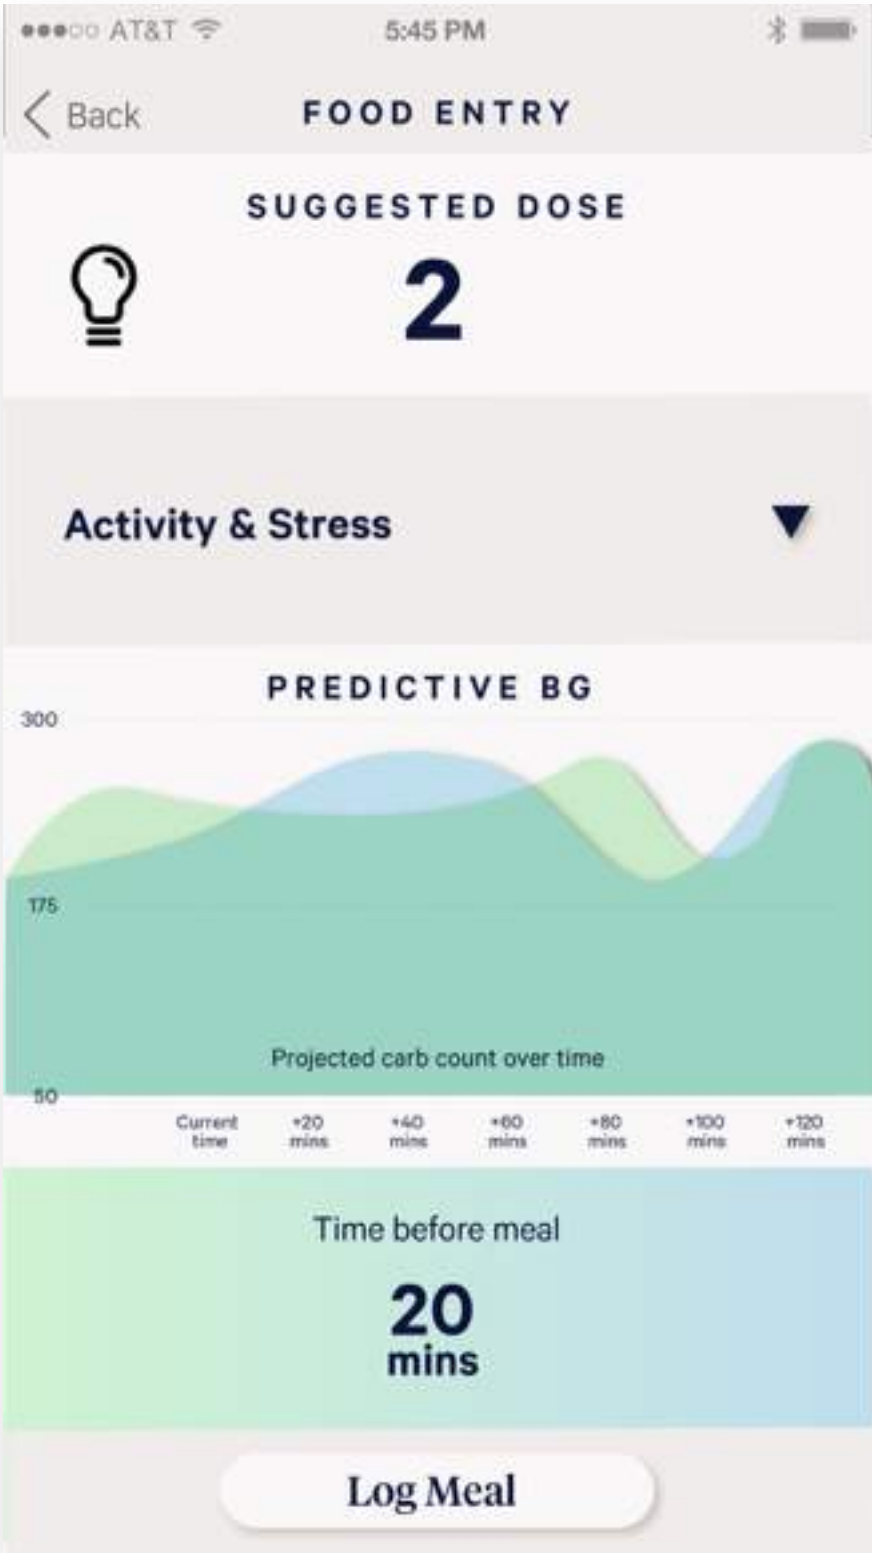 AT&T 5:45 PM
Back FOOD ENTRY
SUGGESTED DOSE
2
Activity & Stress
PREDICTIVE BG
300
175
Projected carb count over time
50
Current +20 +40 +60 +80 +100 +120
time mins mins mins mins mins mins
Time before meal
20
mins
Log Meal